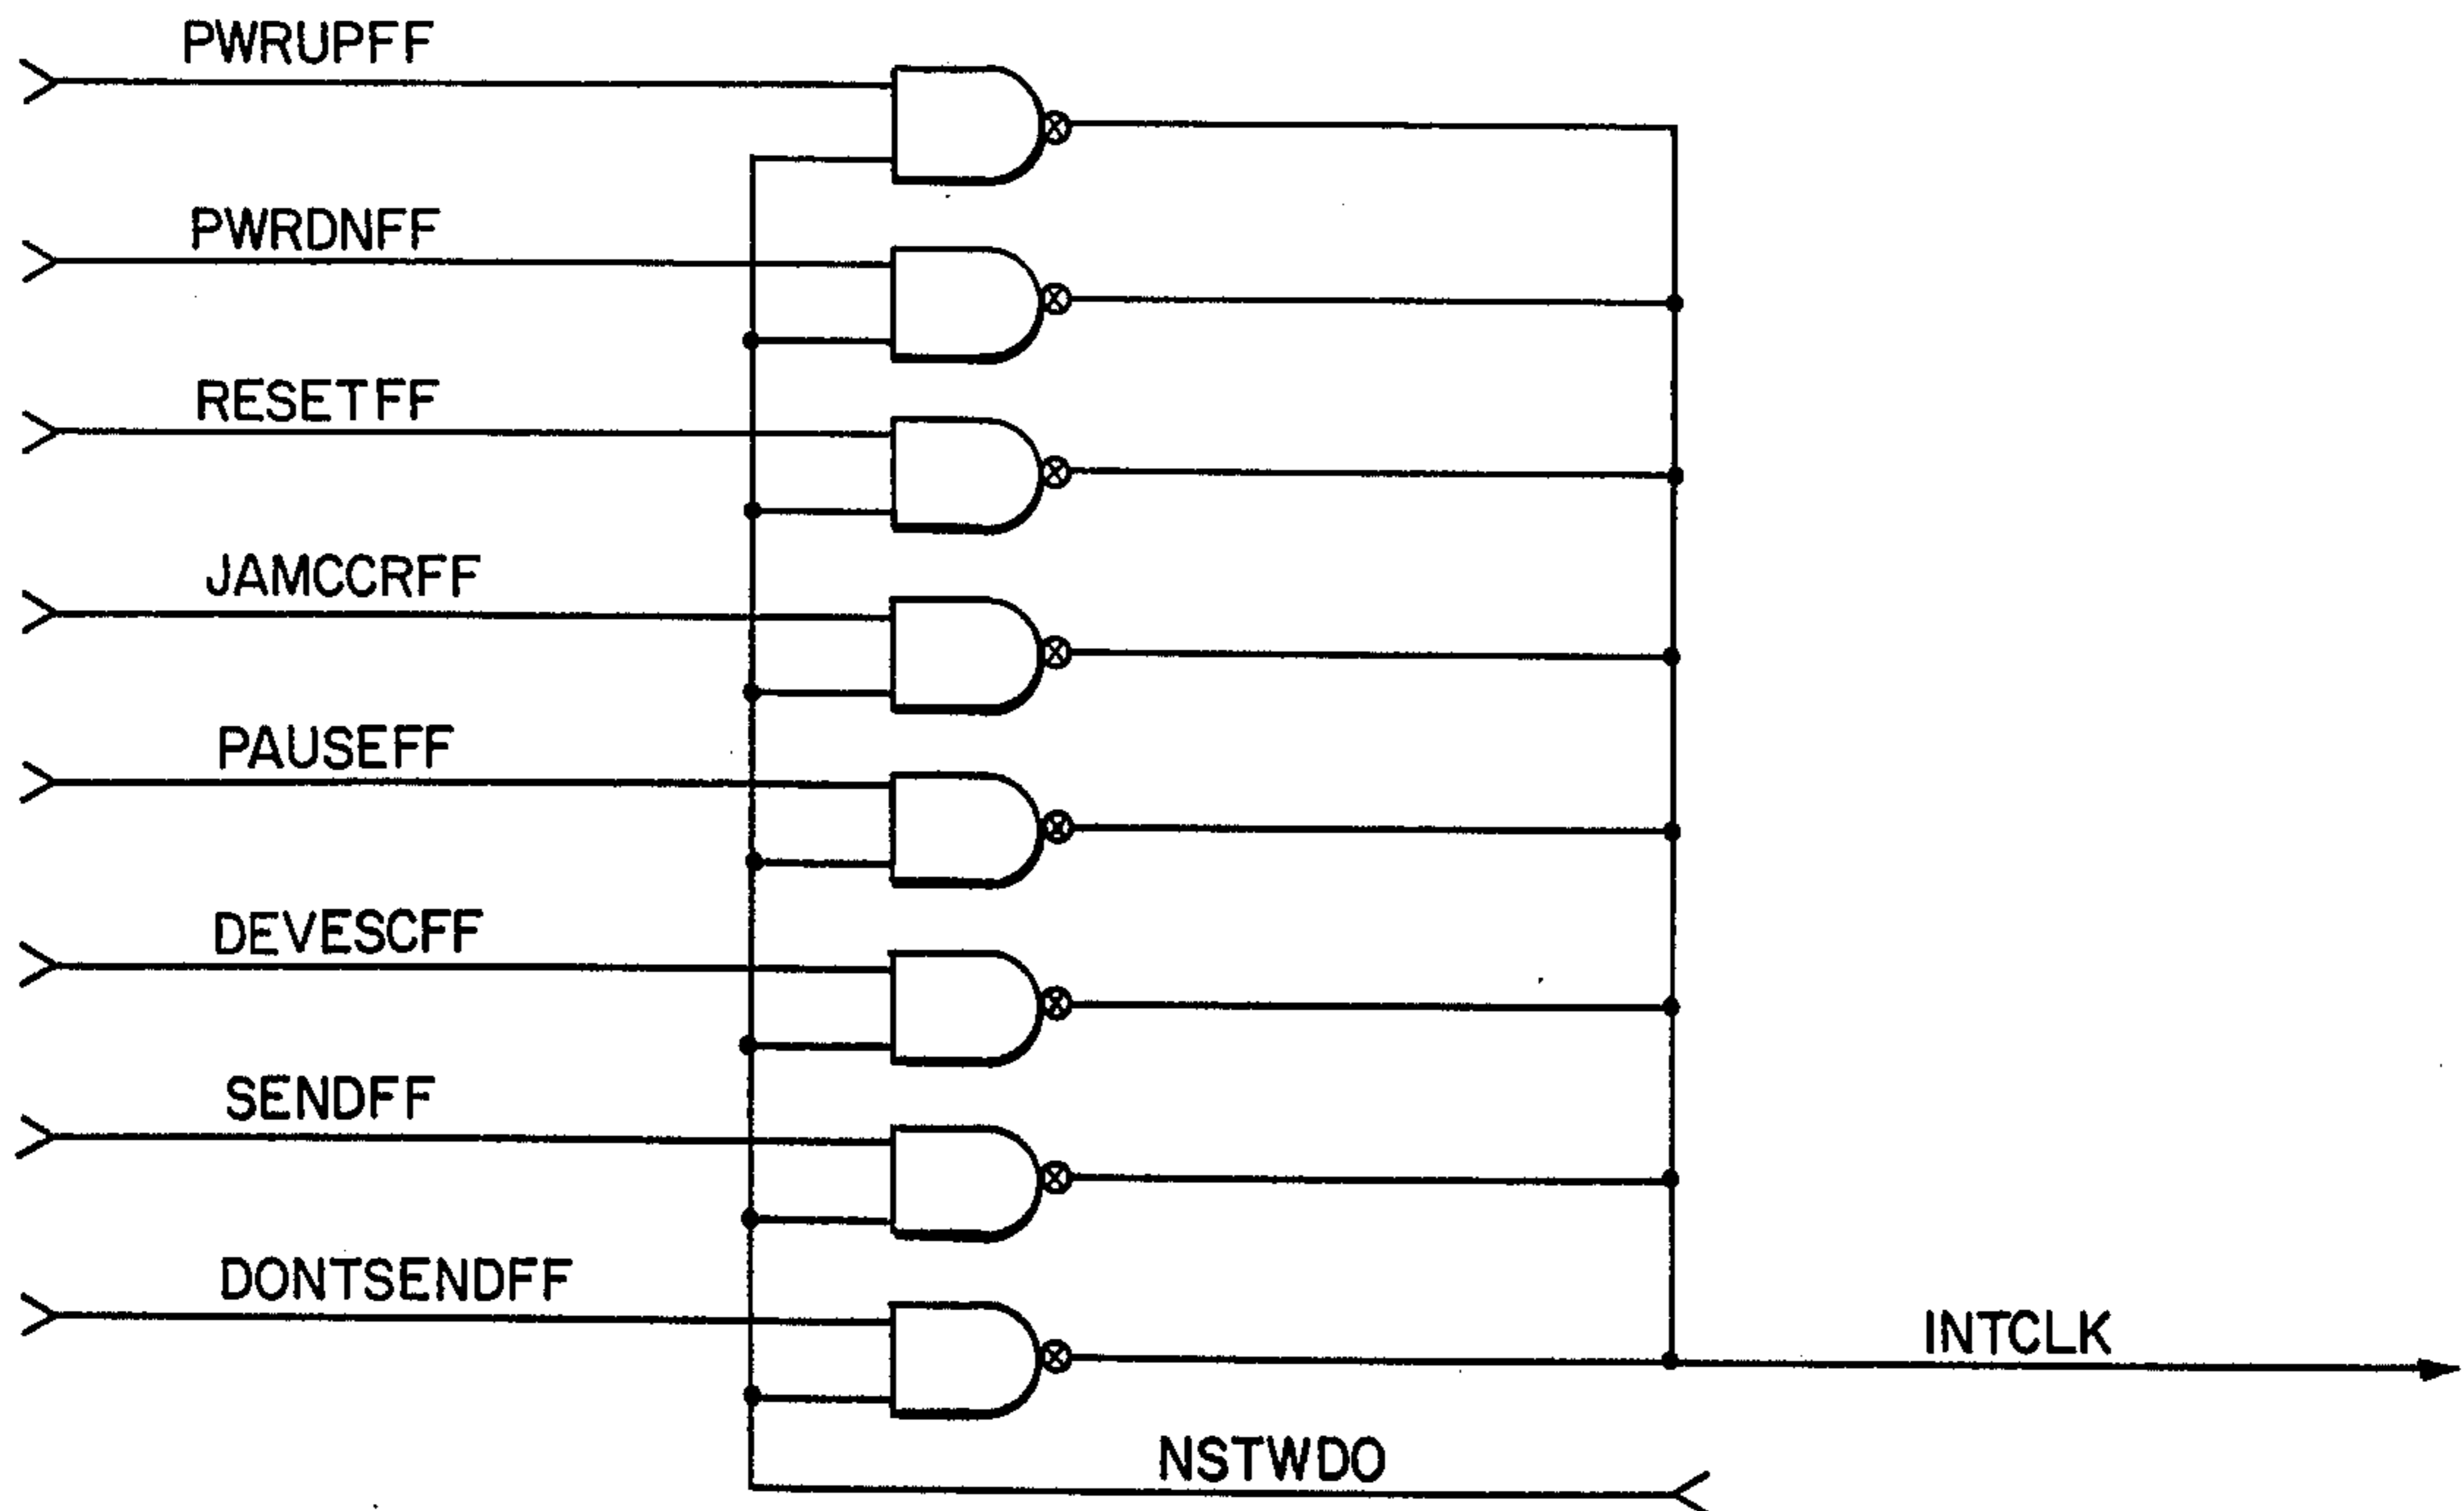 PWRUPFF
PWRDNFF
RESETFF
JAMCCRFF
PAUSEFF
DEVESCFF
SENDFF
DONTSENDFF
INTCLK
NSTWDO